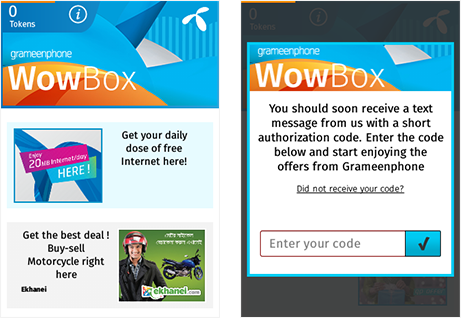 0
Tokens
grameenphone
WowBox
Enjoy
20MB Internet/day
HERE!
Get your daily
dose of free
Internet here!
Get the best deal !
Buy-sell
Motorcycle right
here
Ekhanei
ekhanei.com
0
Tokens
grameenphone
WowBox
You should soon receive a text
message from us with a short
authorization code. Enter the code
below and start enjoying the
offers from Grameenphone
Did not receive your code?
Enter your code